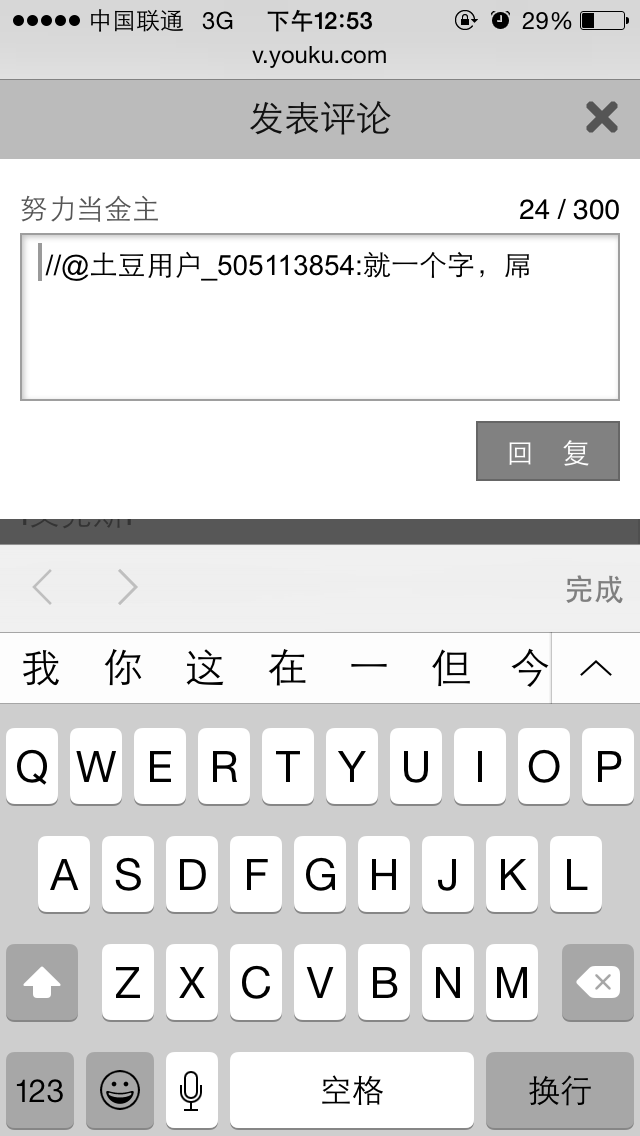 中国联通 3G 下午12:53 29%
v.youku.com
发表评论
努力当金主 24 / 300
//@土豆用户_505113854:就一个字，屌
回 复
完成
我 你 这 在 一 但 今
Q W E R T Y U I O P
A S D F G H J K L
Z X C V B N M
123 空格 换行